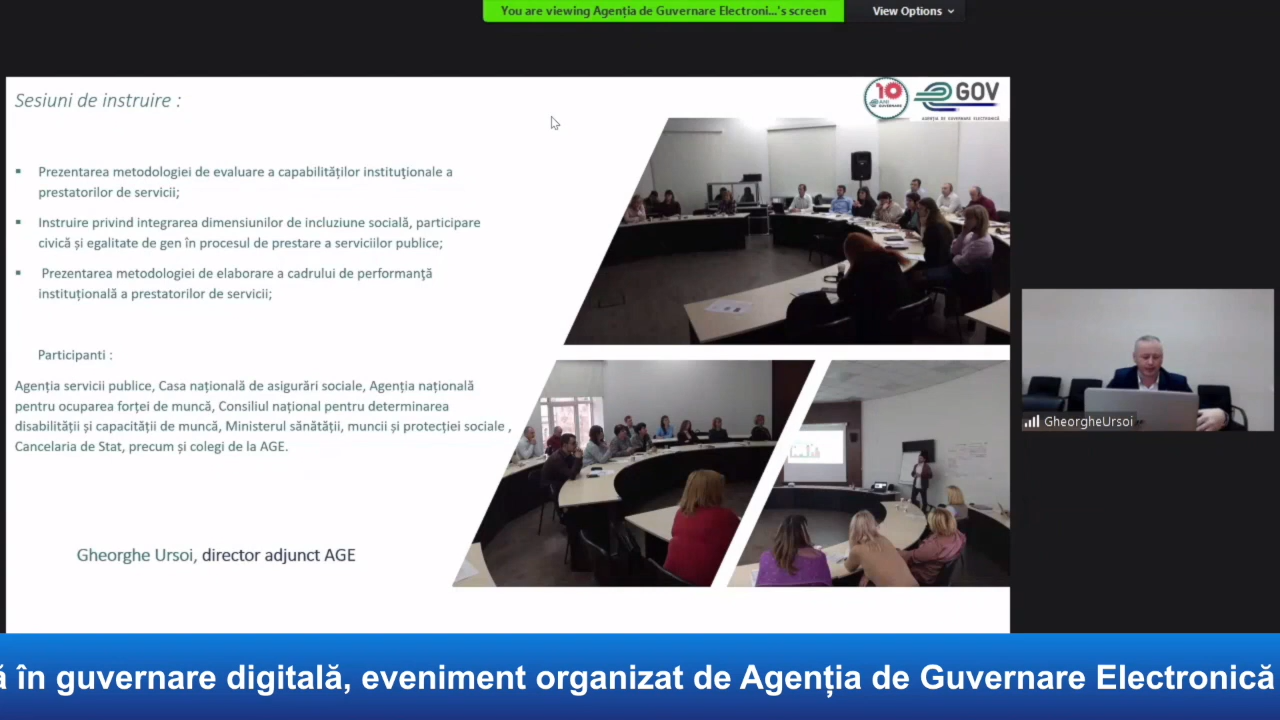 You are viewing Agenția de Guvernare Electroni...'s screen
View Options
Sesiuni de instruire :
10
GOV
AGENȚIA DE GUVERNARE ELECTRONICĂ
▪ Prezentarea metodologiei de evaluare a capabilităților instituționale a
prestatorilor de servicii;
▪ Instruire privind integrarea dimensiunilor de incluziune socială, participare
civică și egalitate de gen în procesul de prestare a serviciilor publice;
▪ Prezentarea metodologiei de elaborare a cadrului de performanță
instituțională a prestatorilor de servicii;
Participanti :
Agenția servicii publice, Casa națională de asigurări sociale, Agenția națională
pentru ocuparea forței de muncă, Consiliul național pentru determinarea
disabilității și capacității de muncă, Ministerul sănătății, muncii și protecției sociale ,
Cancelaria de Stat, precum și colegi de la AGE.
Gheorghe Ursoi, director adjunct AGE
GheorgheUrsoi
ă în guvernare digitală, eveniment organizat de Agenția de Guvernare Electronică